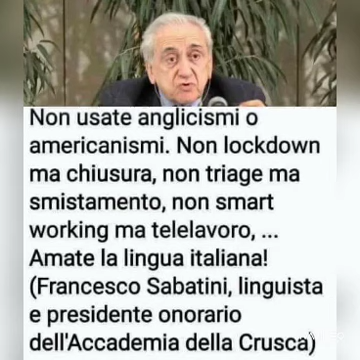 Non usate anglicismi o
americanismi. Non lockdown
ma chiusura, non triage ma
smistamento, non smart
working ma telelavoro, ...
Amate la lingua italiana!
(Francesco Sabatini, linguista
e presidente onorario
dell'Accademia della Crusca)